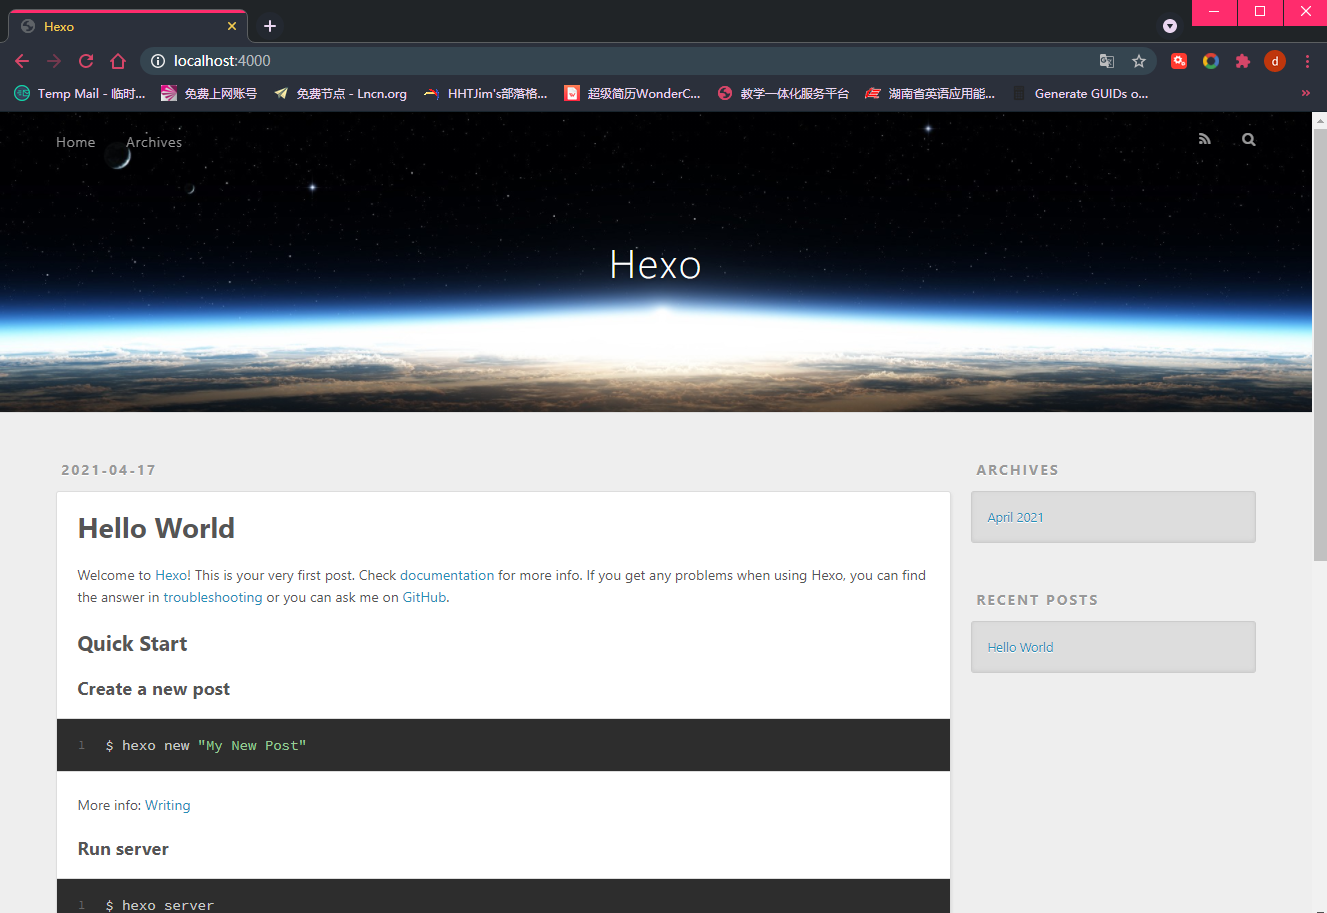 Hexo
localhost:4000
d
Temp Mail - 临时...
免费上网账号
免费节点 - Lncn.org
HHTJim's部落格...
超级简历WonderC...
教学一体化服务平台
湖南省英语应用能...
Generate GUIDs o...
Home
Archives
Hexo
2021-04-17
Hello World
Welcome to Hexo! This is your very first post. Check documentation for more info. If you get any problems when using Hexo, you can find
the answer in troubleshooting or you can ask me on GitHub.
Quick Start
Create a new post
1 $ hexo new "My New Post"
More info: Writing
Run server
1 $ hexo server
ARCHIVES
April 2021
RECENT POSTS
Hello World